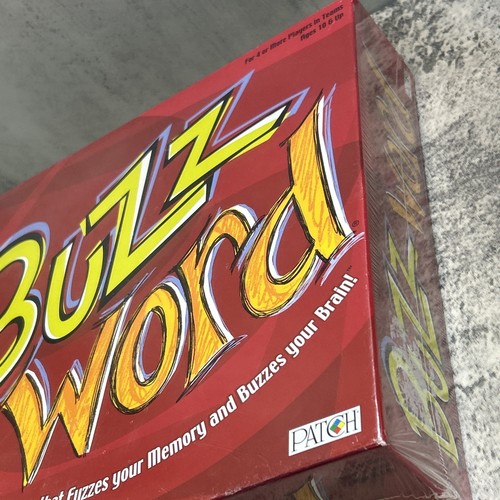 For 4 or More Players in Teams
Ages 10 & Up
Buzz
word®
that Fuzzes your Memory and Buzzes your Brain!
PATCH
Buzz word